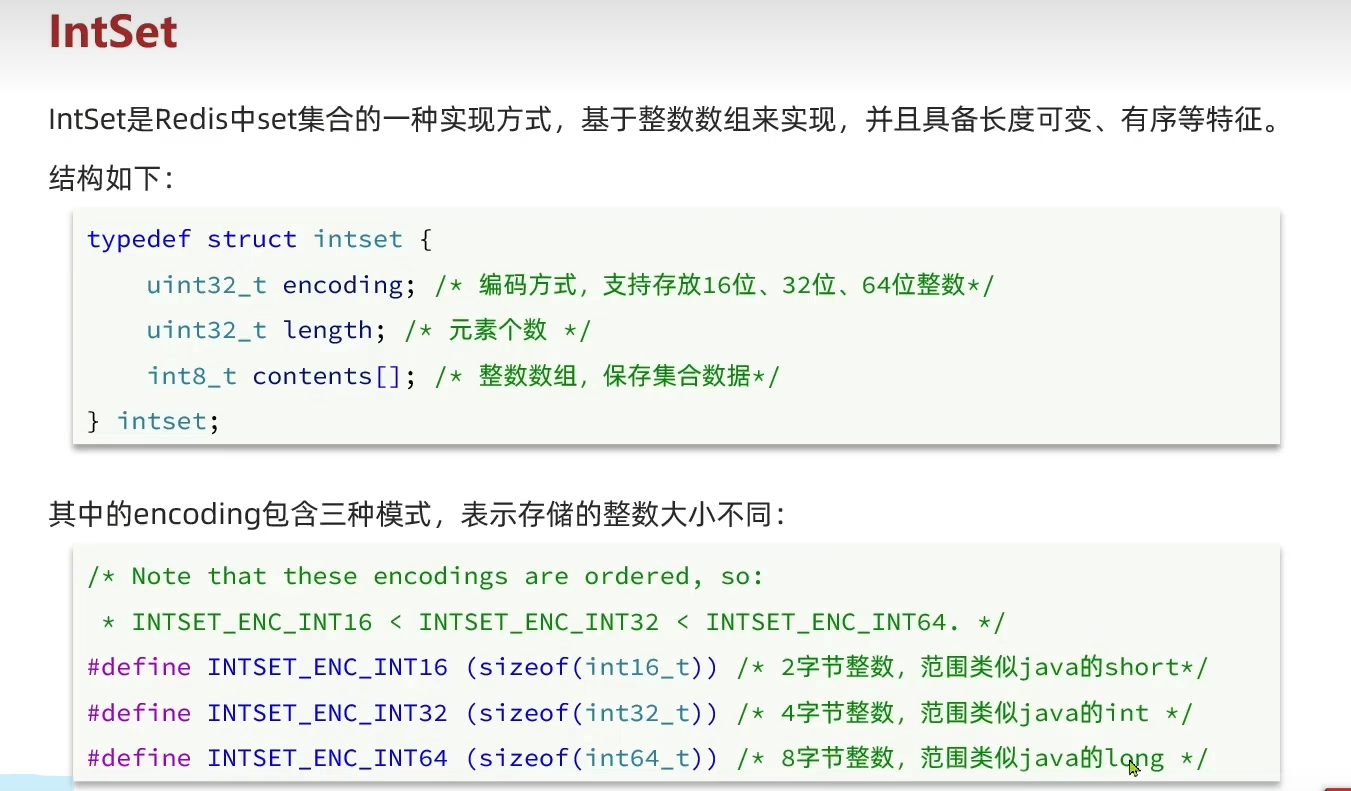 IntSet
IntSet是Redis中set集合的一种实现方式，基于整数数组来实现，并且具备长度可变、有序等特征。
结构如下：
typedef struct intset {
    uint32_t encoding; /* 编码方式，支持存放16位、32位、64位整数*/
    uint32_t length; /* 元素个数 */
    int8_t contents[]; /* 整数数组，保存集合数据*/
} intset;
其中的encoding包含三种模式，表示存储的整数大小不同：
/* Note that these encodings are ordered, so:
 * INTSET_ENC_INT16 < INTSET_ENC_INT32 < INTSET_ENC_INT64. */
#define INTSET_ENC_INT16 (sizeof(int16_t)) /* 2字节整数，范围类似java的short*/
#define INTSET_ENC_INT32 (sizeof(int32_t)) /* 4字节整数，范围类似java的int */
#define INTSET_ENC_INT64 (sizeof(int64_t)) /* 8字节整数，范围类似java的long */